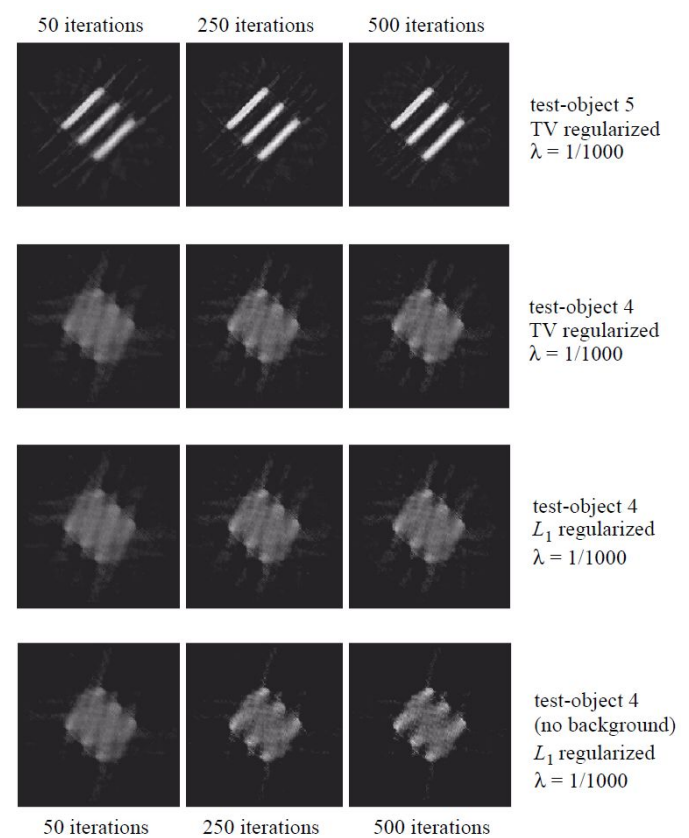 50 iterations 250 iterations 500 iterations
test-object 5
TV regularized
λ = 1/1000
test-object 4
TV regularized
λ = 1/1000
test-object 4
L₁ regularized
λ = 1/1000
test-object 4
(no background)
L₁ regularized
λ = 1/1000
50 iterations 250 iterations 500 iterations